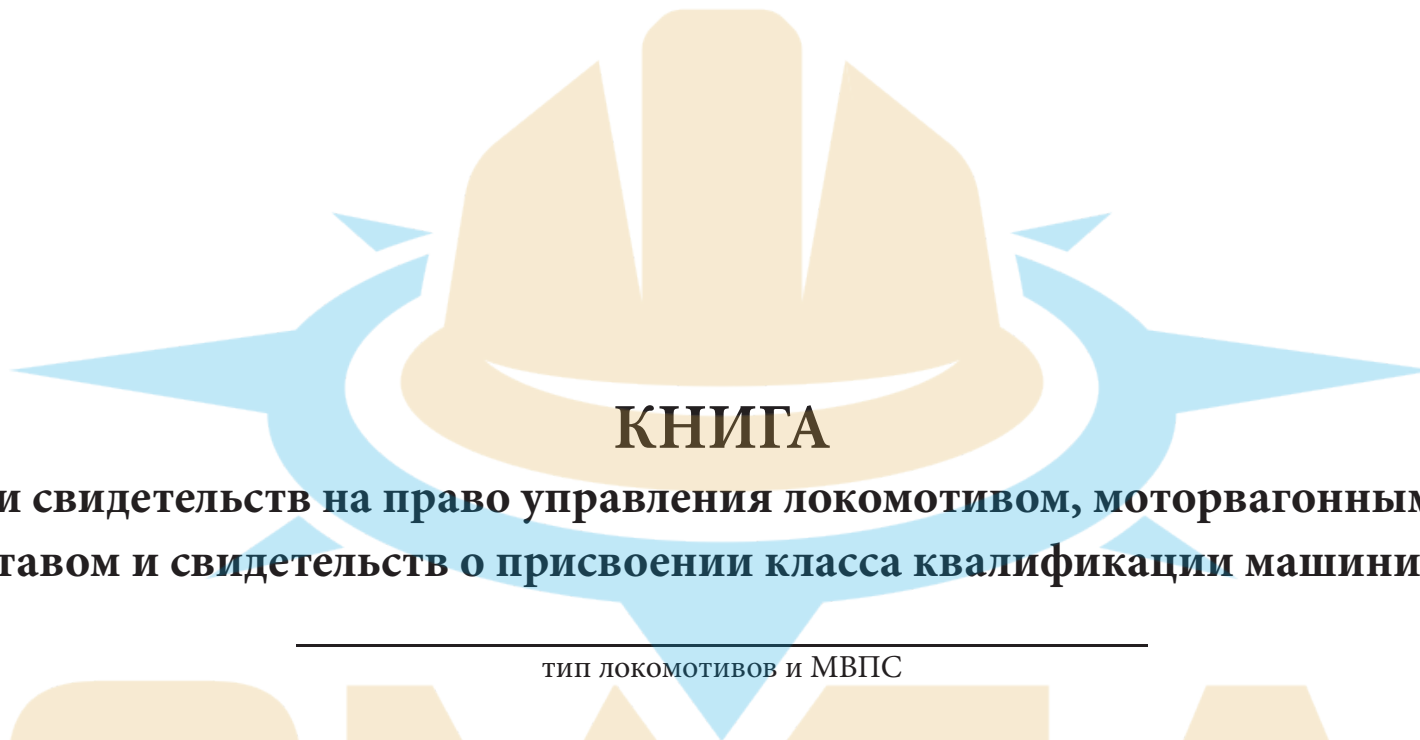 КНИГА
и свидетельств на право управления локомотивом, моторвагонным
тавом и свидетельств о присвоении класса квалификации машини
тип локомотивов и МВПС